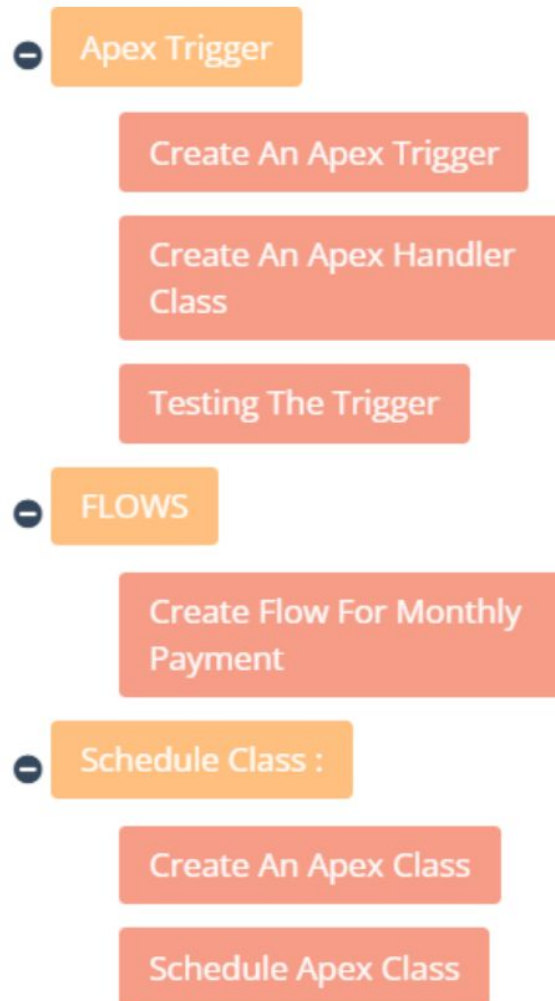 Apex Trigger
Create An Apex Trigger
Create An Apex Handler
Class
Testing The Trigger
FLOWS
Create Flow For Monthly
Payment
Schedule Class :
Create An Apex Class
Schedule Apex Class